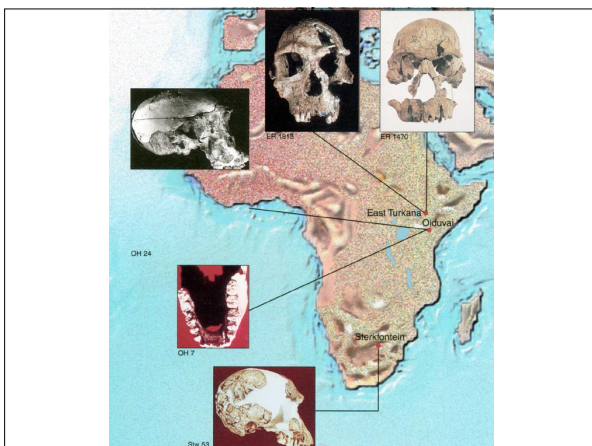 ER 1813
ER 1470
East Turkana
Olduvai
OH 24
OH 7
Sterkfontein
Stw 53